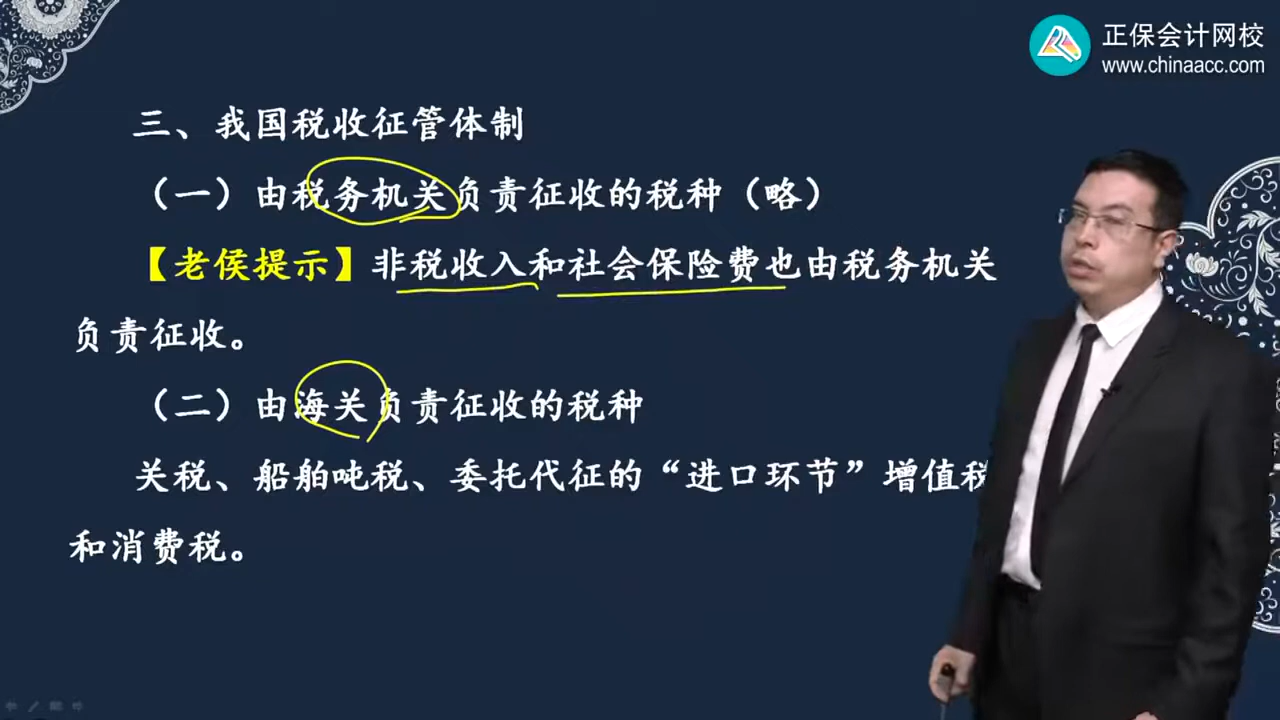 正保会计网校
www.chinaacc.com
三、我国税收征管体制
（一）由税务机关负责征收的税种（略）
【老侯提示】非税收入和社会保险费也由税务机关
负责征收。
（二）由海关负责征收的税种
关税、船舶吨税、委托代征的“进口环节”增值税
和消费税。